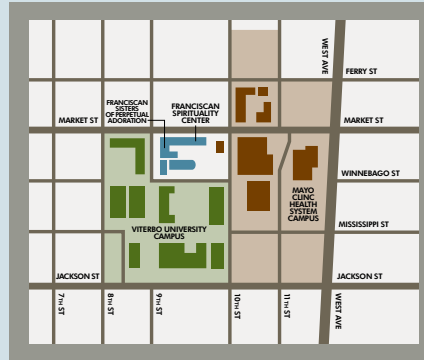 WEST AVE
FERRY ST
FRANCISCAN
SISTERS
OF PERPETUAL
ADORATION
FRANCISCAN
SPIRITUALITY
CENTER
MARKET ST
MARKET ST
WINNEBAGO ST
MAYO
CLINC
HEALTH
SYSTEM
CAMPUS
MISSISSIPPI ST
VITERBO UNIVERSITY
CAMPUS
JACKSON ST
JACKSON ST
7TH ST
8TH ST
9TH ST
10TH ST
11TH ST
WEST AVE